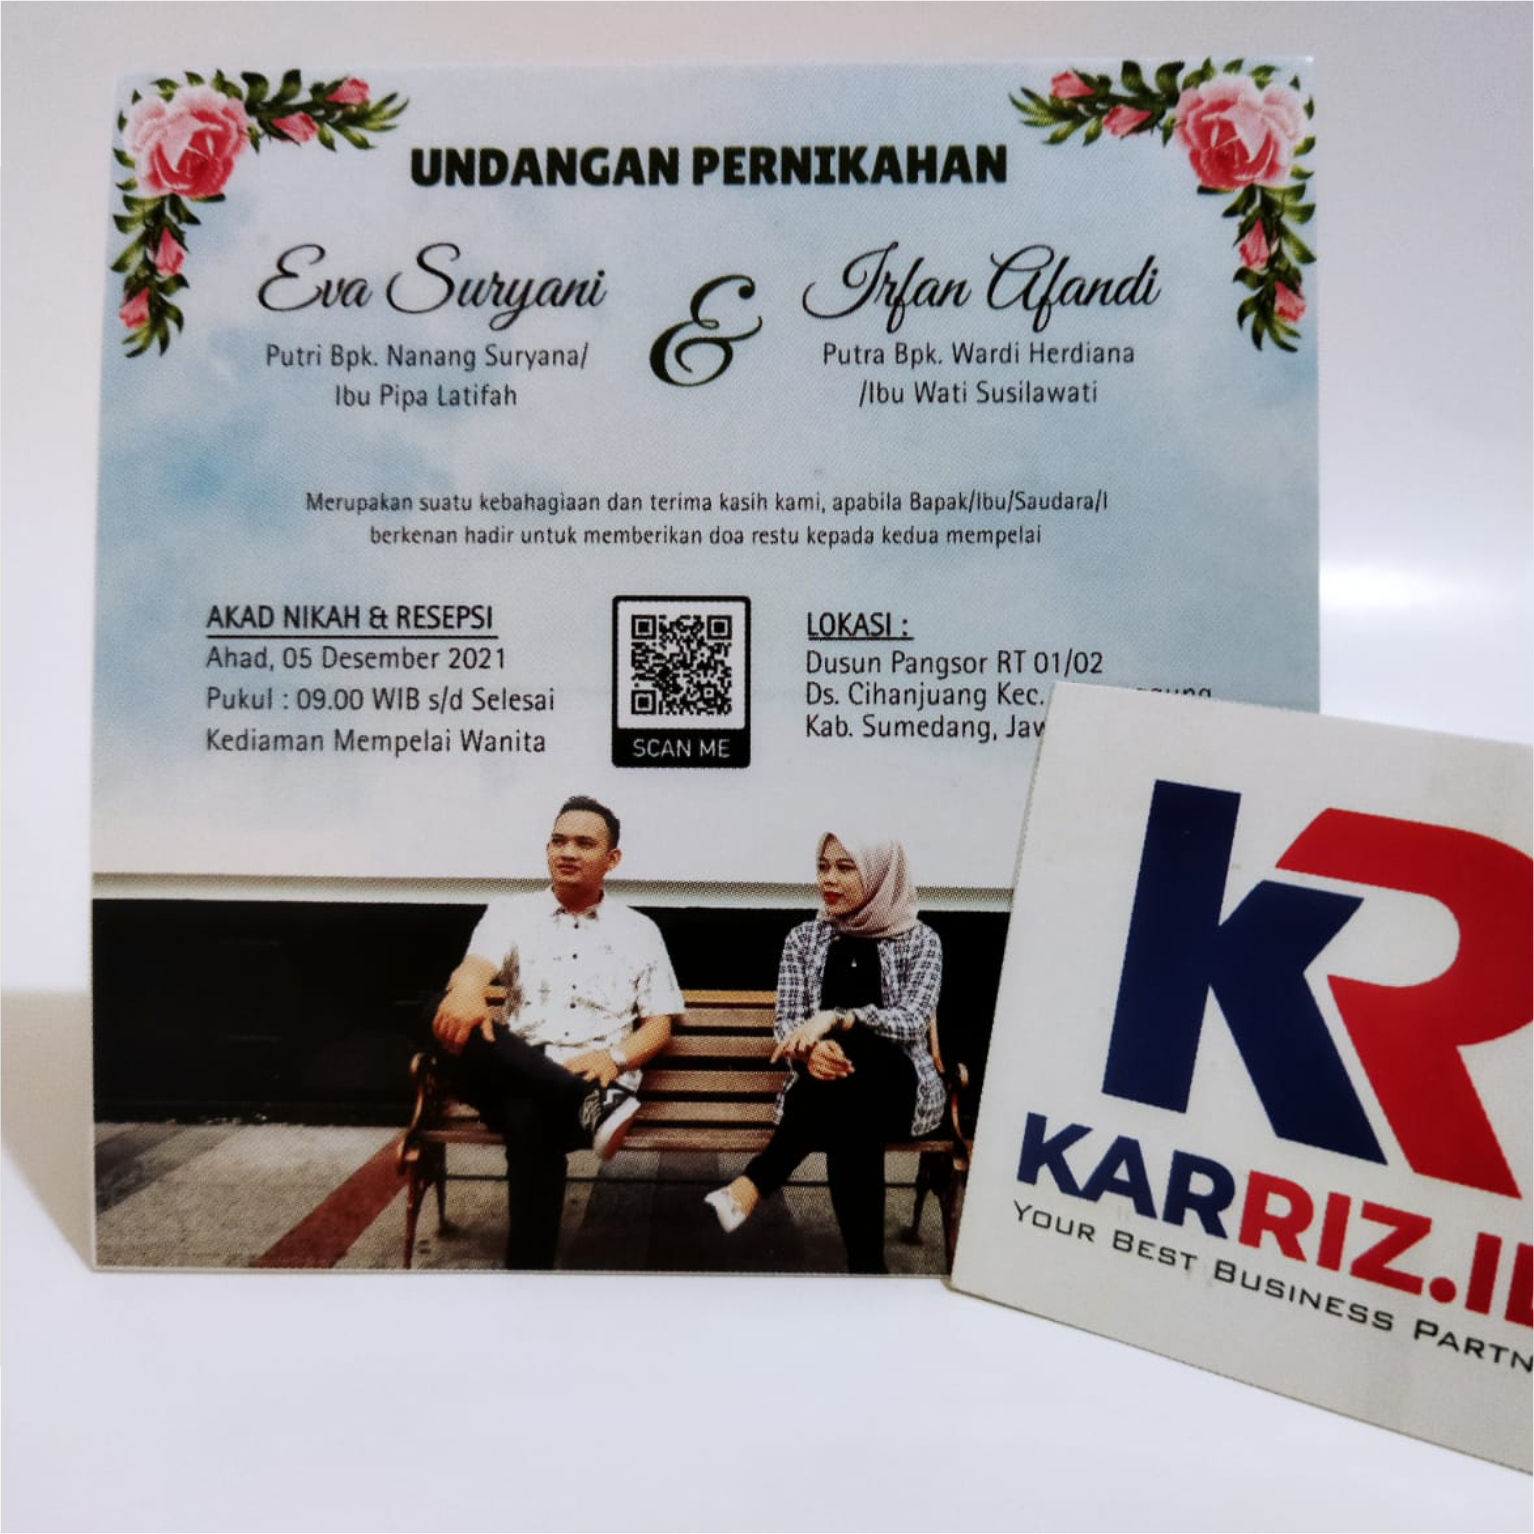 UNDANGAN PERNIKAHAN
Eva Suryani
&
Irfan Afandi
Putri Bpk. Nanang Suryana/
Ibu Pipa Latifah
Putra Bpk. Wardi Herdiana
/Ibu Wati Susilawati
Merupakan suatu kebahagiaan dan terima kasih kami, apabila Bapak/Ibu/Saudara/I
berkenan hadir untuk memberikan doa restu kepada kedua mempelai
AKAD NIKAH & RESEPSI
Ahad, 05 Desember 2021
Pukul : 09.00 WIB s/d Selesai
Kediaman Mempelai Wanita
SCAN ME
LOKASI :
Dusun Pangsor RT 01/02
Ds. Cihanjuang Kec.
Kab. Sumedang,
KR
YOUR BEST BUSINESS